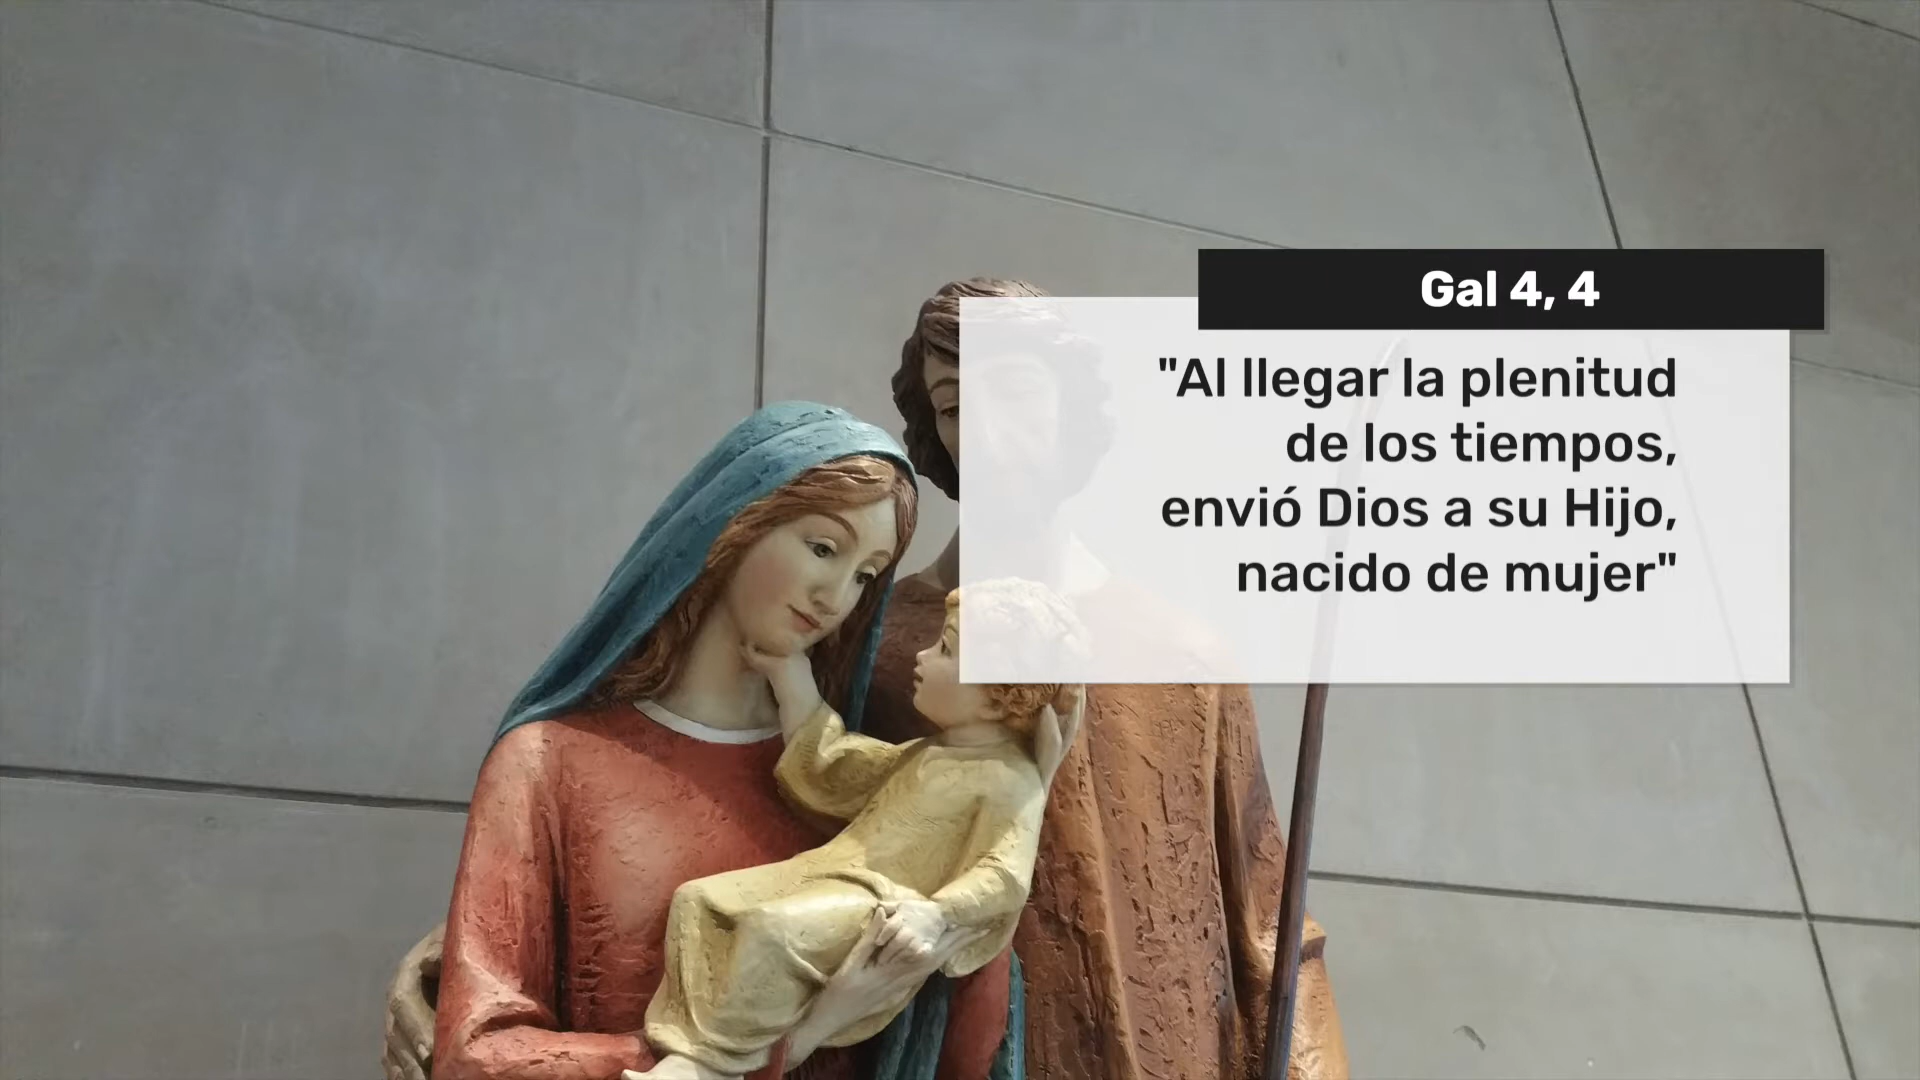 Gal 4, 4
"Al llegar la plenitud
de los tiempos,
envió Dios a su Hijo,
nacido de mujer"